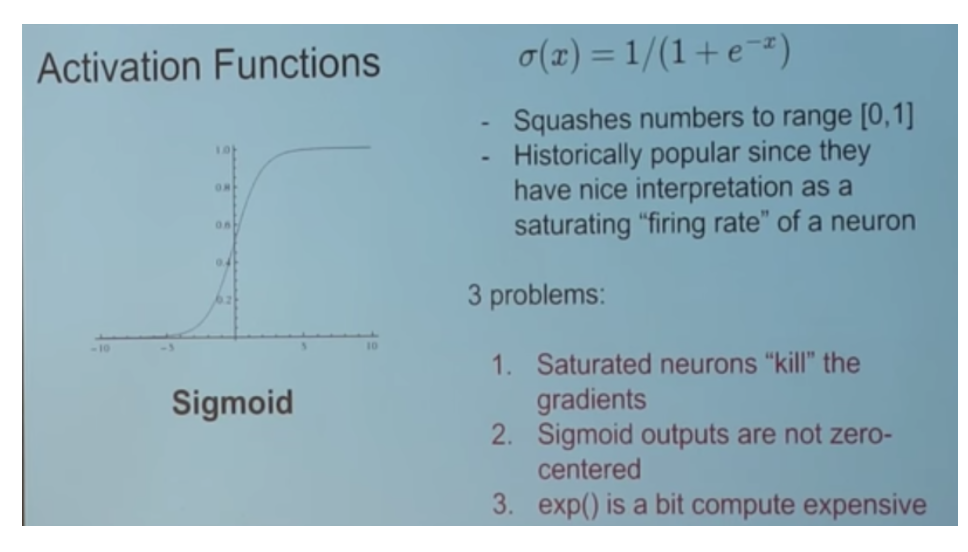 Activation Functions
σ(x) = 1/(1 + e^{-x})
- Squashes numbers to range [0,1]
- Historically popular since they
have nice interpretation as a
saturating “firing rate” of a neuron
1.0
0.8
0.6
0.4
0.2
-10
-5
5
10
Sigmoid
3 problems:
1. Saturated neurons “kill” the
gradients
2. Sigmoid outputs are not zero-
centered
3. exp() is a bit compute expensive